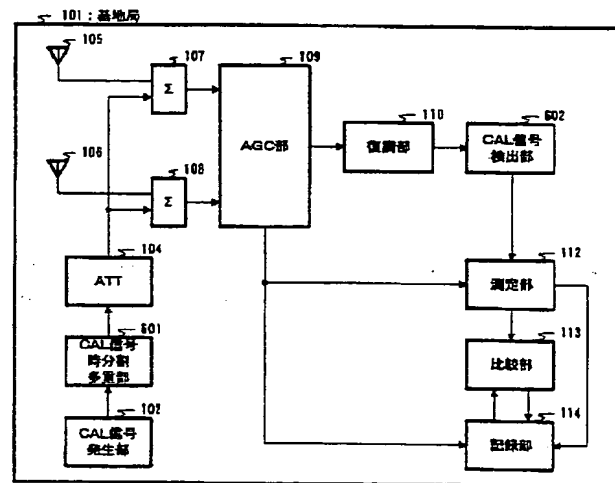 101：基地局
105
107
Σ
109
AGC部
110
復調部
602
CAL信号
検出部
106
108
Σ
104
ATT
112
測定部
601
CAL信号
時分割
多重部
113
比較部
102
CAL信号
発生部
114
記録部